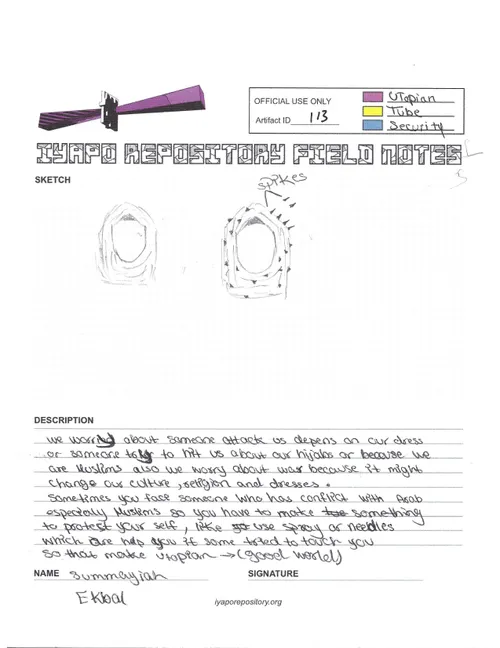 OFFICIAL USE ONLY
Artifact ID 113
UTopian
Tube
Security
IYAPO REPOSITORY FIELD NOTES
SKETCH
spikes
DESCRIPTION
we worried about someone attack us depens on our dress
or someone try to hit us about our hijabs or because we
are Muslims also we worry about war because it might
change our culture, religion and dresses.
Sometimes you face someone who has conflict with Arab
especialy Muslims so you have to make something
to protest your self, like use spray or needles
which are help you if some tried to touch you
so that make utopian → (good world)
NAME Summayiah
SIGNATURE
Ekbal
iyaporepository.org